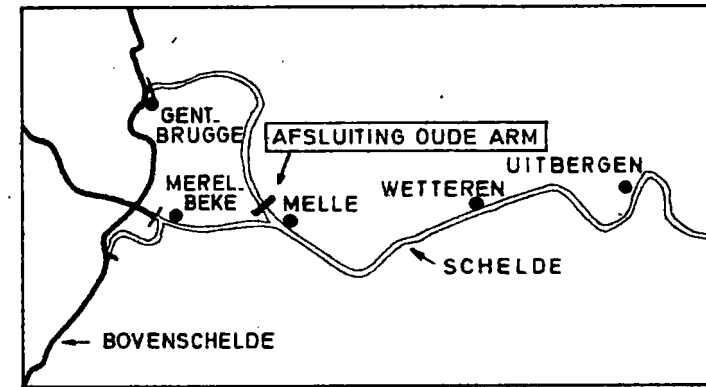 GENT-
BRUGGE
AFSLUITING OUDE ARM
MEREL-
BEKE
MELLE
WETTEREN
UITBERGEN
SCHELDE
BOVENSCHELDE